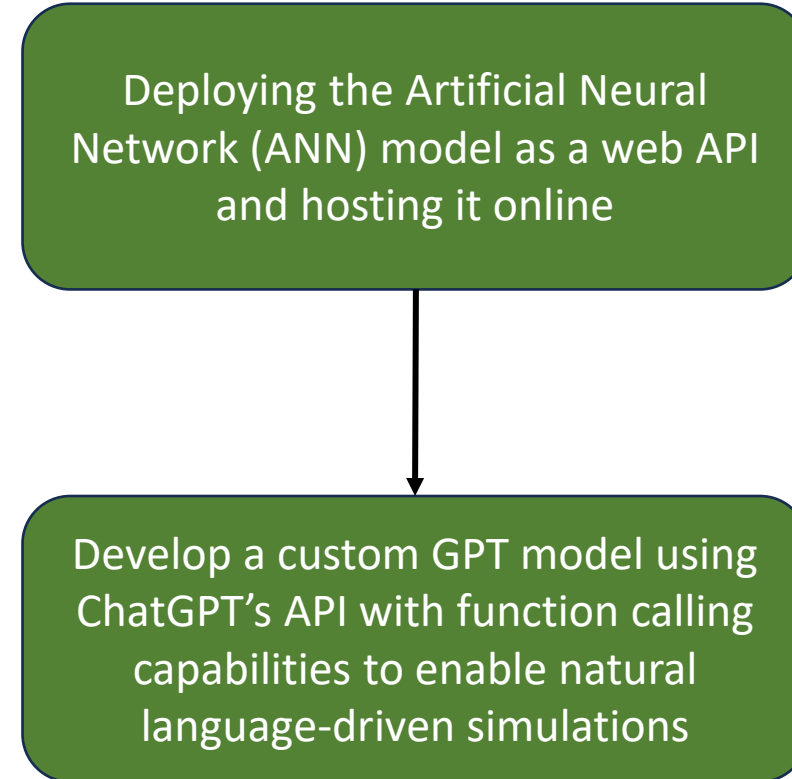 Deploying the Artificial Neural
Network (ANN) model as a web API
and hosting it online
Develop a custom GPT model using
ChatGPT’s API with function calling
capabilities to enable natural
language-driven simulations